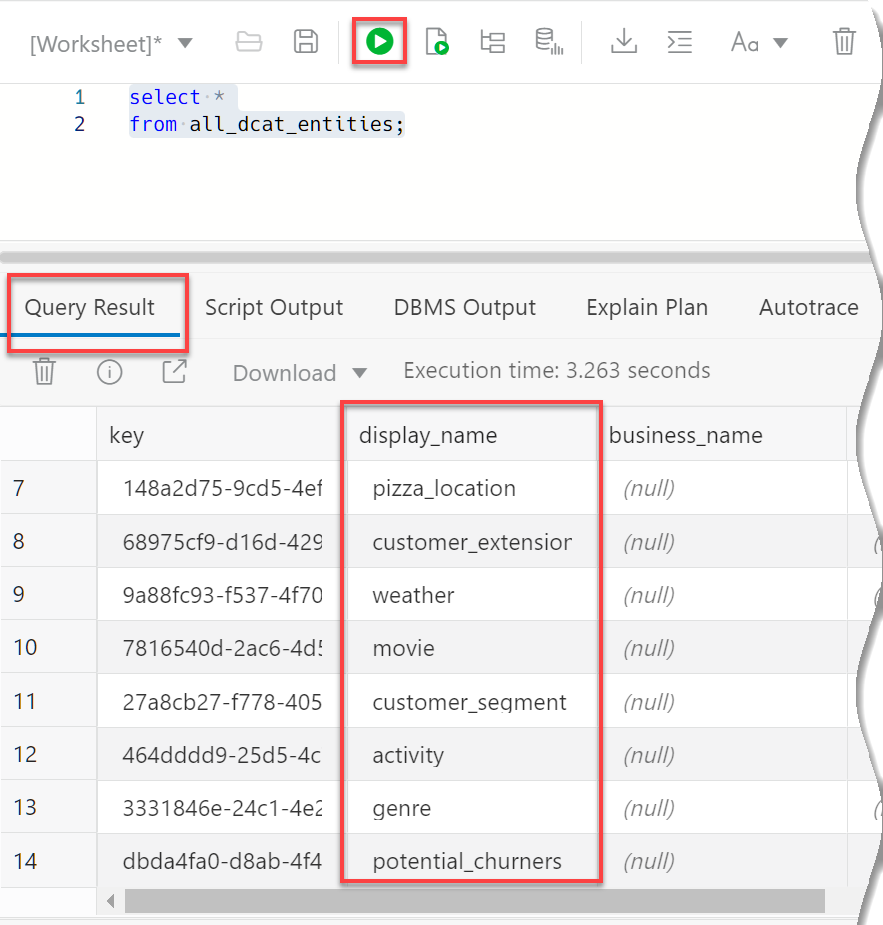 [Worksheet]* Aa
1 select *
2 from all_dcat_entities;
Query Result Script Output DBMS Output Explain Plan Autotrace
Download Execution time: 3.263 seconds
key display_name business_name
7 148a2d75-9cd5-4ef pizza_location (null)
8 68975cf9-d16d-429 customer_extension (null)
9 9a88fc93-f537-4f70 weather (null)
10 7816540d-2ac6-4d5 movie (null)
11 27a8cb27-f778-405 customer_segment (null)
12 464dddd9-25d5-4c activity (null)
13 3331846e-24c1-4e2 genre (null)
14 dbda4fa0-d8ab-4f4 potential_churners (null)